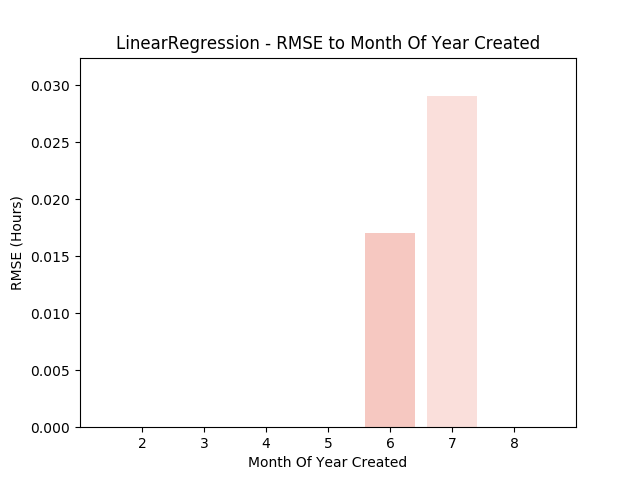 LinearRegression - RMSE to Month Of Year Created
RMSE (Hours)
0.030
0.025
0.020
0.015
0.010
0.005
0.000
2 3 4 5 6 7 8
Month Of Year Created